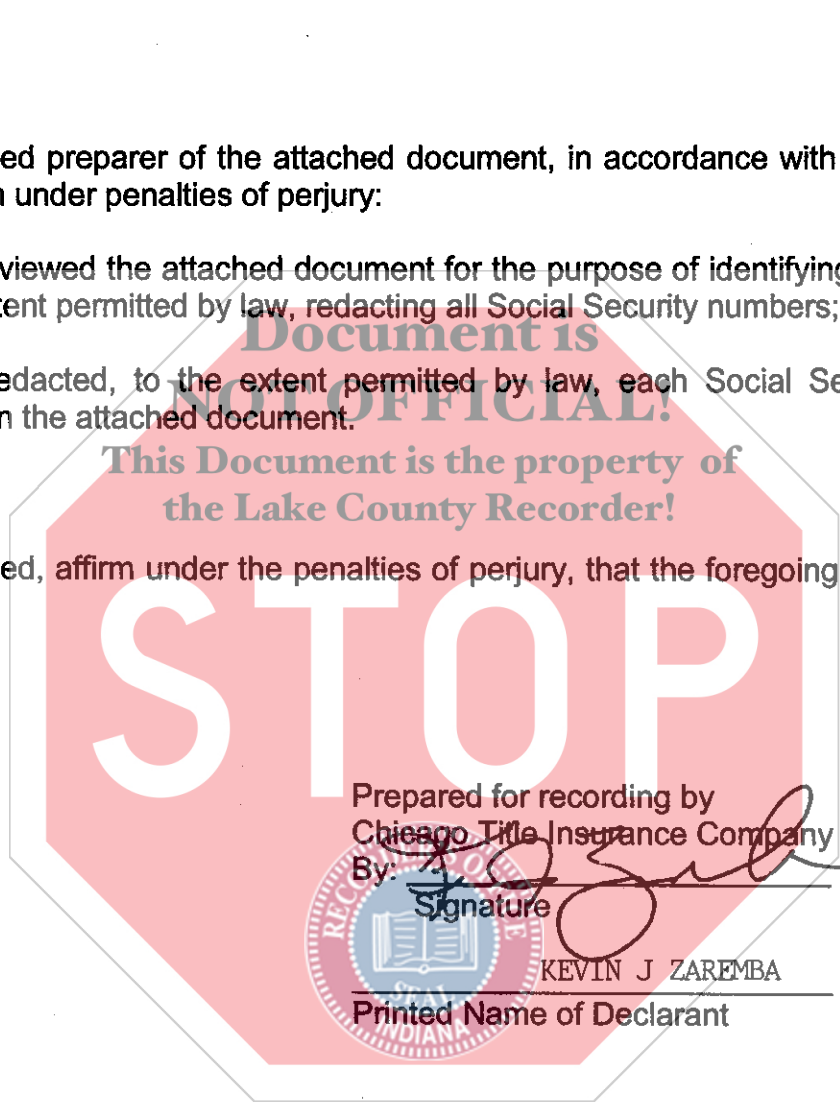 ed preparer of the attached document, in accordance with
n under penalties of perjury:
viewed the attached document for the purpose of identifying
tent permitted by law, redacting all Social Security numbers;
Document is
edacted, to the extent permitted by law, each Social Se
NOT OFFICIAL!
n the attached document.
This Document is the property of
the Lake County Recorder!
ed, affirm under the penalties of perjury, that the foregoing
STOP
Prepared for recording by
Chicago Title Insurance Company
By:
Signature
KEVIN J ZAREMBA
Printed Name of Declarant
RECORDER'S OFFICE
SEAL
INDIANA